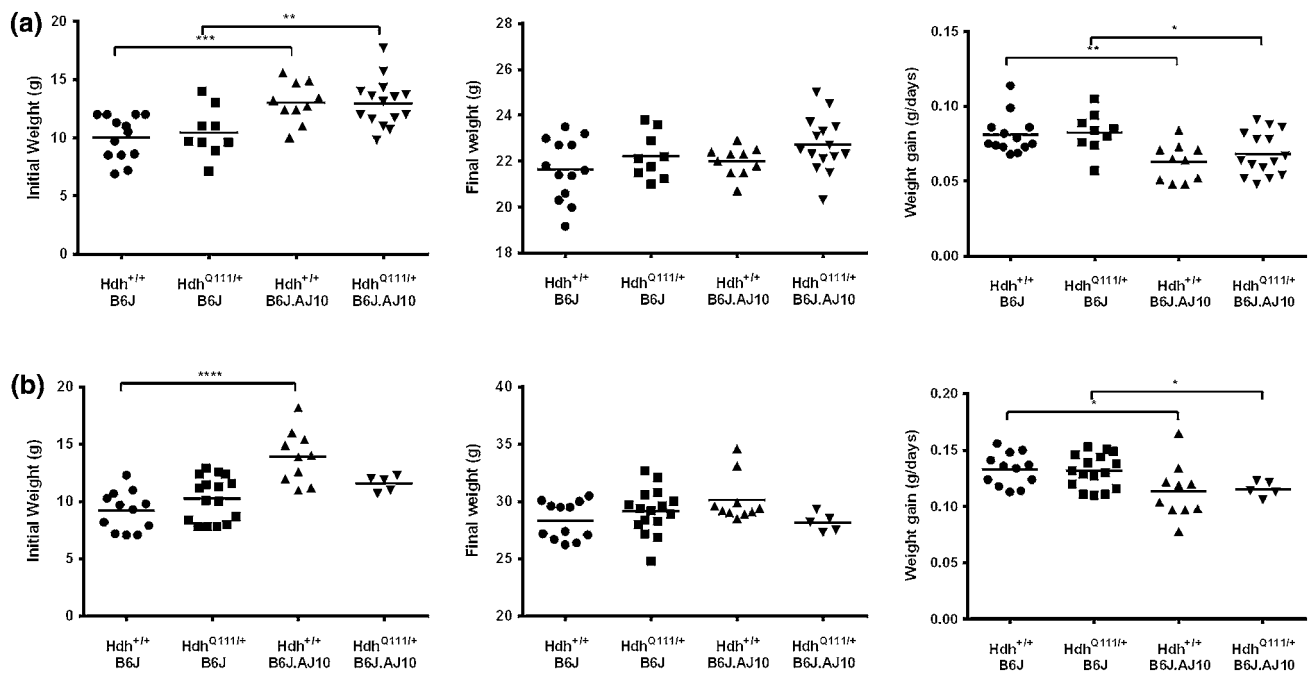 (a)
Initial Weight (g)
20
15
10
5
0
***
**
Hdh+/+
B6J
HdhQ111/+
B6J
Hdh+/+
B6J.AJ10
HdhQ111/+
B6J.AJ10
Final weight (g)
28
26
24
22
20
18
Hdh+/+
B6J
HdhQ111/+
B6J
Hdh+/+
B6J.AJ10
HdhQ111/+
B6J.AJ10
Weight gain (g/days)
0.15
0.10
0.05
0.00
**
*
Hdh+/+
B6J
HdhQ111/+
B6J
Hdh+/+
B6J.AJ10
HdhQ111/+
B6J.AJ10
(b)
Initial Weight (g)
20
15
10
5
0
****
Hdh+/+
B6J
HdhQ111/+
B6J
Hdh+/+
B6J.AJ10
HdhQ111/+
B6J.AJ10
Final weight (g)
40
35
30
25
20
Hdh+/+
B6J
HdhQ111/+
B6J
Hdh+/+
B6J.AJ10
HdhQ111/+
B6J.AJ10
Weight gain (g/days)
0.20
0.15
0.10
0.05
0.00
*
*
Hdh+/+
B6J
HdhQ111/+
B6J
Hdh+/+
B6J.AJ10
HdhQ111/+
B6J.AJ10